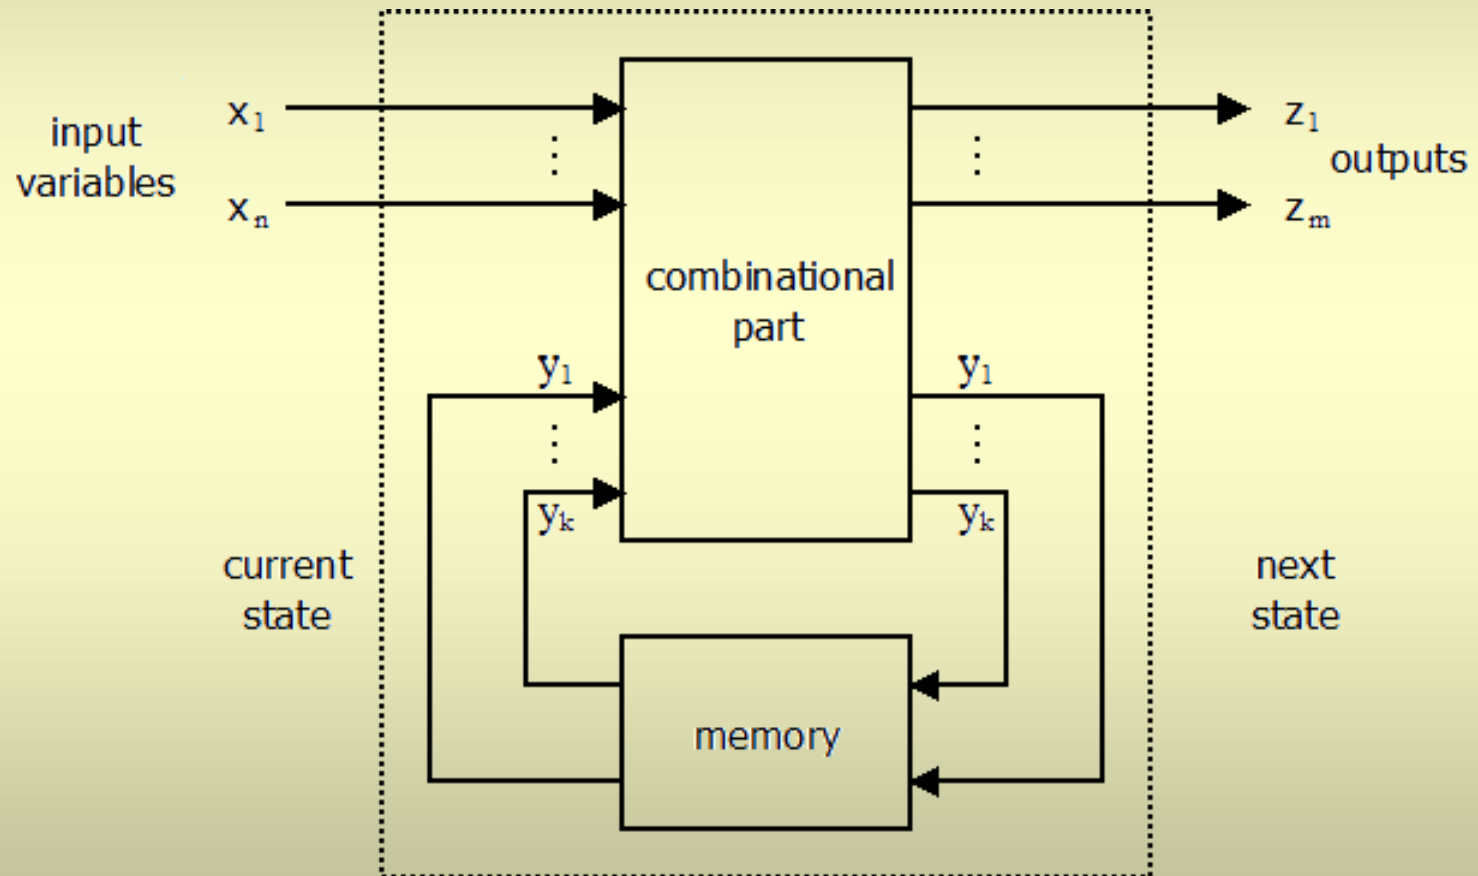 input
variables
x₁
⋮
xₙ
combinational
part
z₁
⋮
zₘ
outputs
y₁
⋮
yₖ
y₁
⋮
yₖ
current
state
next
state
memory